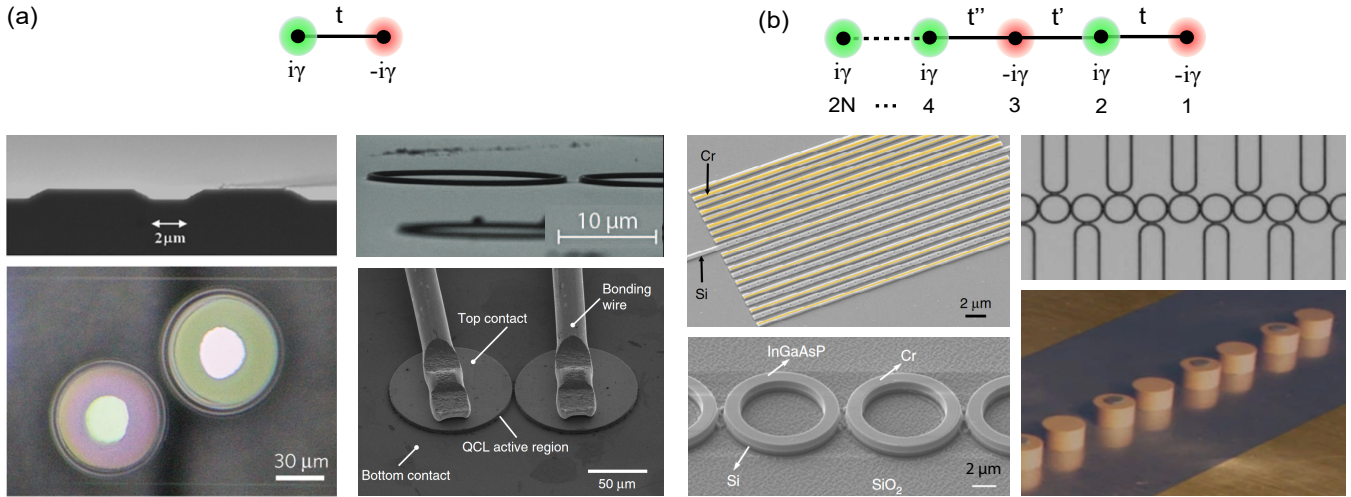 (a)
t
iγ
-iγ
2μm
10 μm
30 μm
Bonding
wire
Top contact
QCL active region
Bottom contact
50 μm
(b)
t''
t'
t
iγ
iγ
-iγ
iγ
-iγ
2N
...
4
3
2
1
Cr
Si
2 μm
InGaAsP
Cr
Si
SiO₂
2 μm